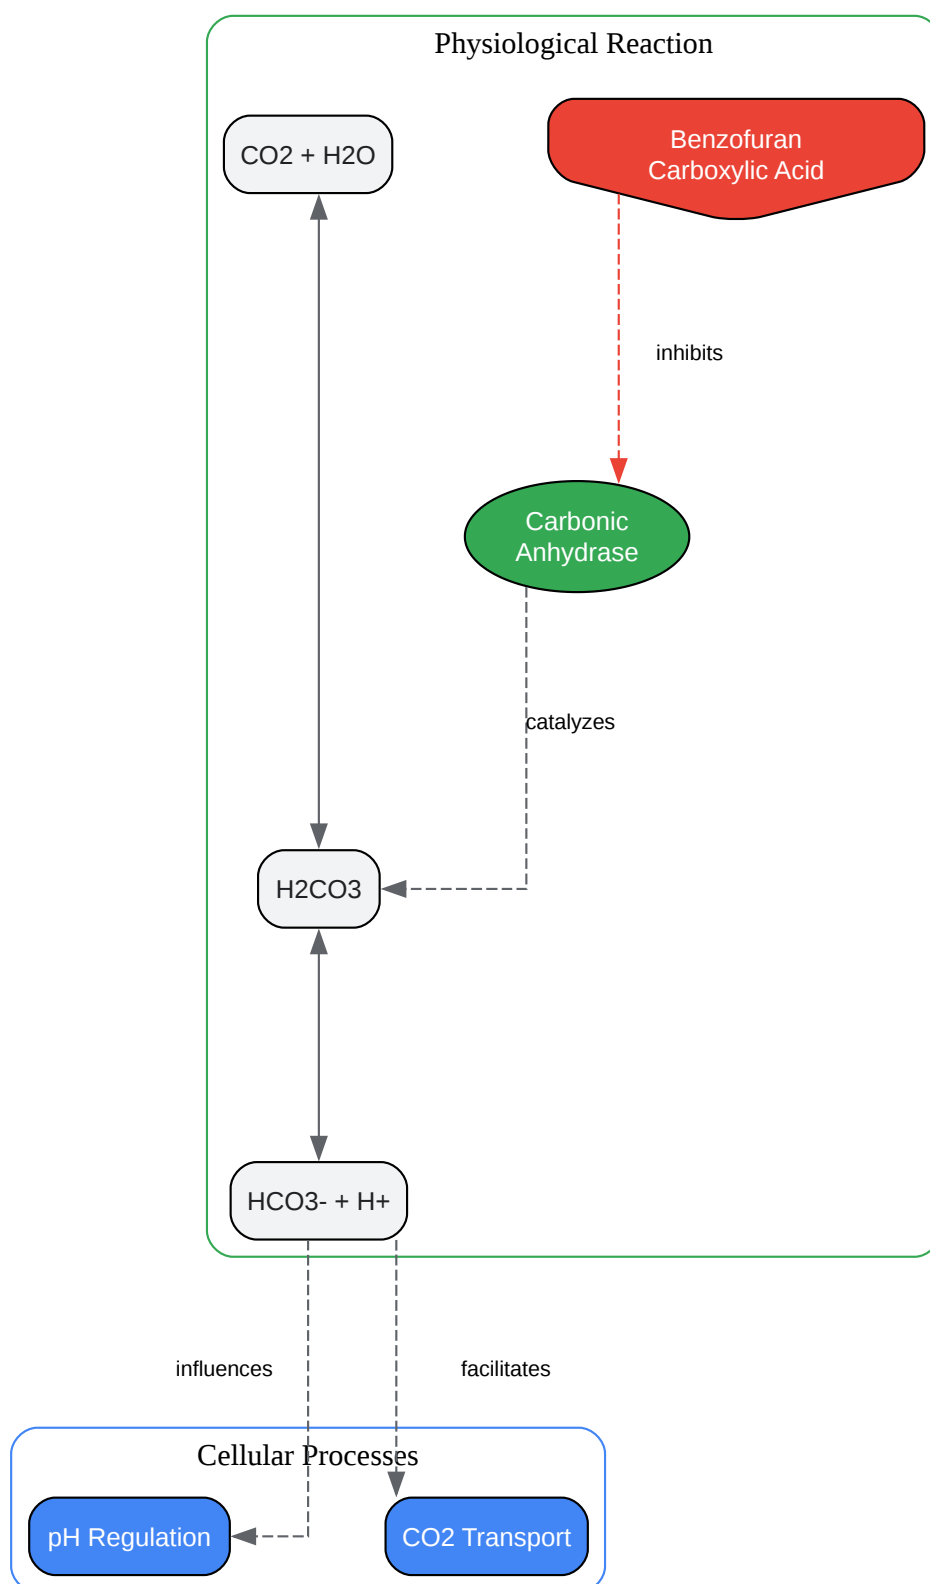 Physiological Reaction
CO2 + H2O
Benzofuran
Carboxylic Acid
inhibits
Carbonic
Anhydrase
catalyzes
H2CO3
HCO3- + H+
influences
facilitates
Cellular Processes
pH Regulation
CO2 Transport